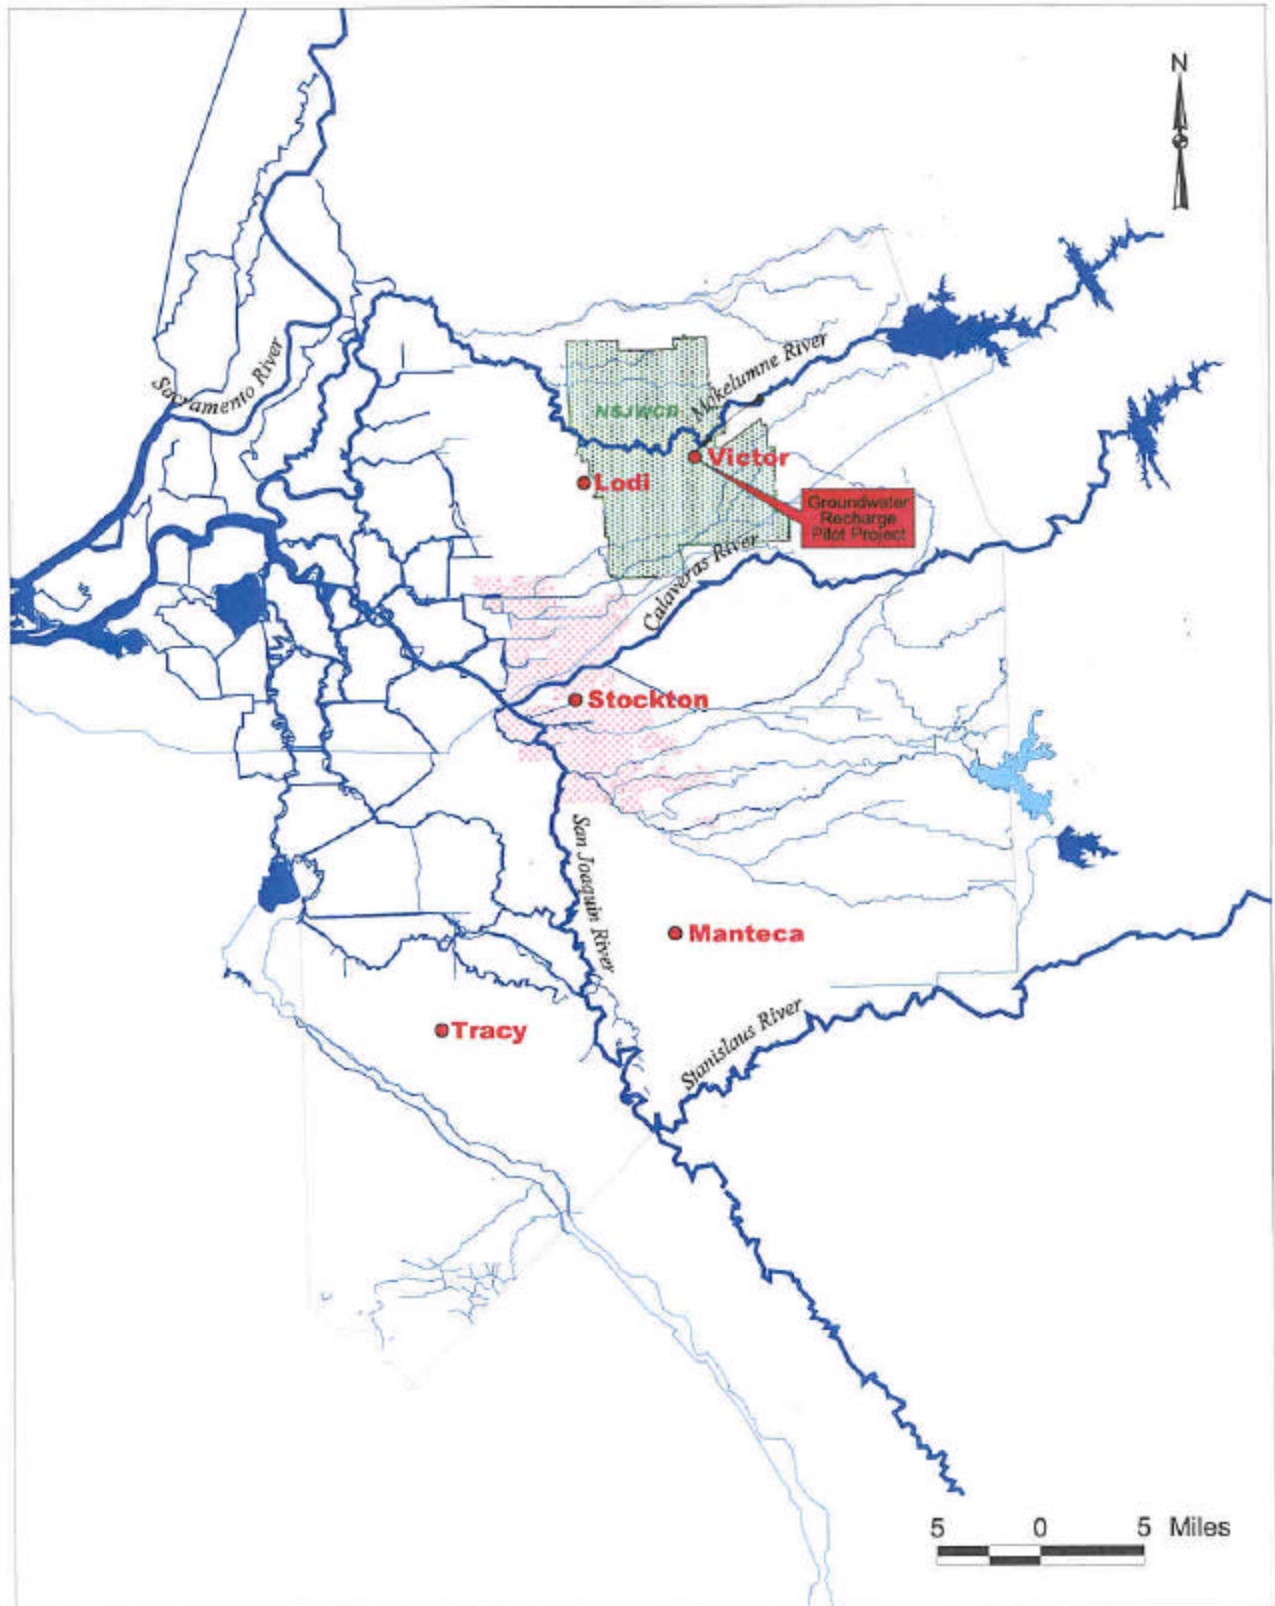 N
Sacramento River
NSJWCD
Mokelumne River
Victor
Lodi
Groundwater
Recharge
Pilot Project
Calaveras River
Stockton
San Joaquin River
Manteca
Tracy
Stanislaus River
5 0 5 Miles